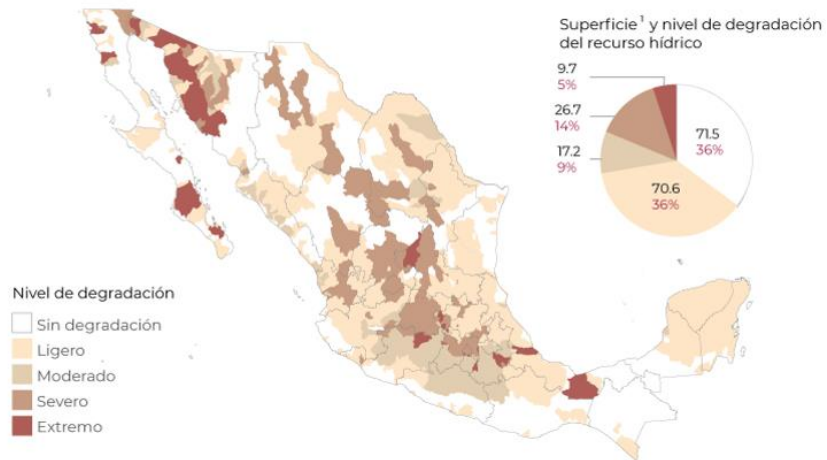 Superficie¹ y nivel de degradación
del recurso hídrico
9.7
5%
26.7
14%
17.2
9%
71.5
36%
70.6
36%
Nivel de degradación
Sin degradación
Ligero
Moderado
Severo
Extremo